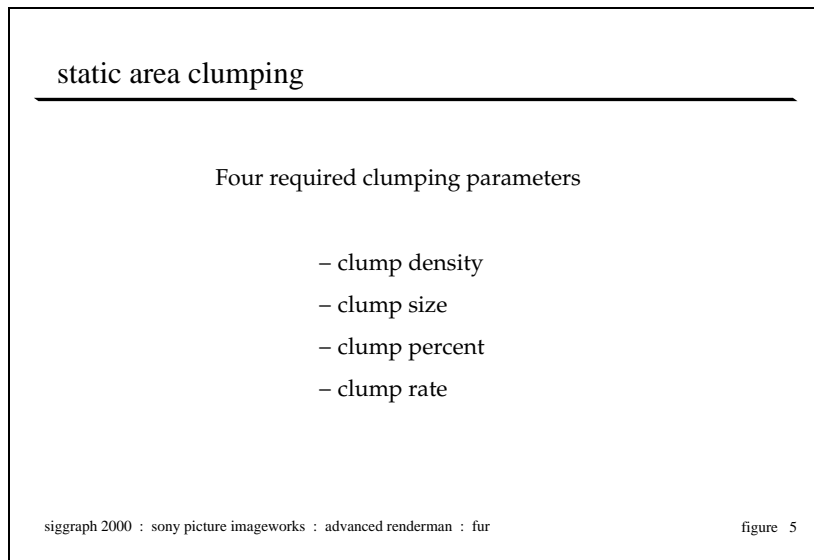 static area clumping
Four required clumping parameters
– clump density
– clump size
– clump percent
– clump rate
siggraph 2000 : sony picture imageworks : advanced renderman : fur
figure 5